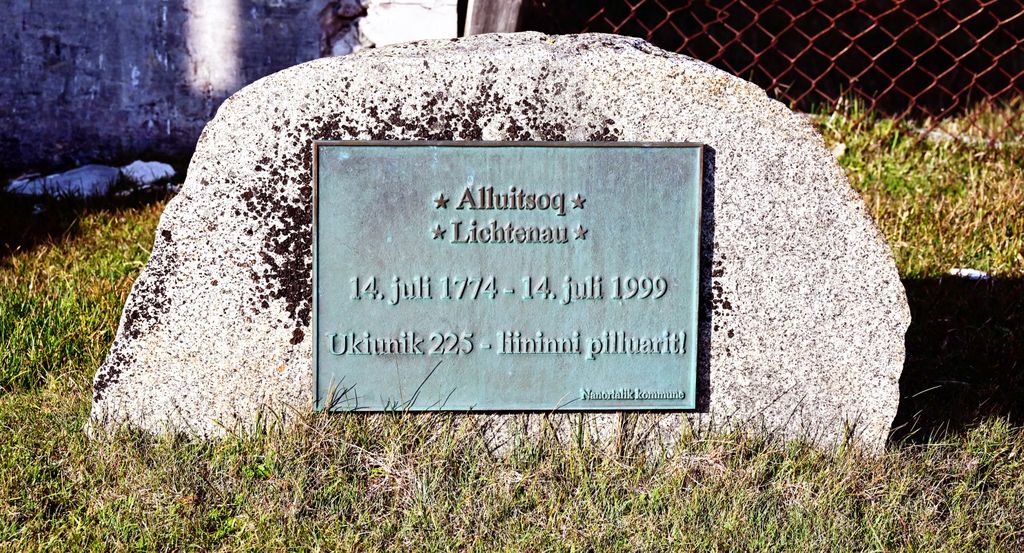 ★ Alluitsoq ★
★ Lichtenau ★
14. juli 1774 - 14. juli 1999
Ukiunik 225 - liininni pilluarit!
Nanortalik kommune